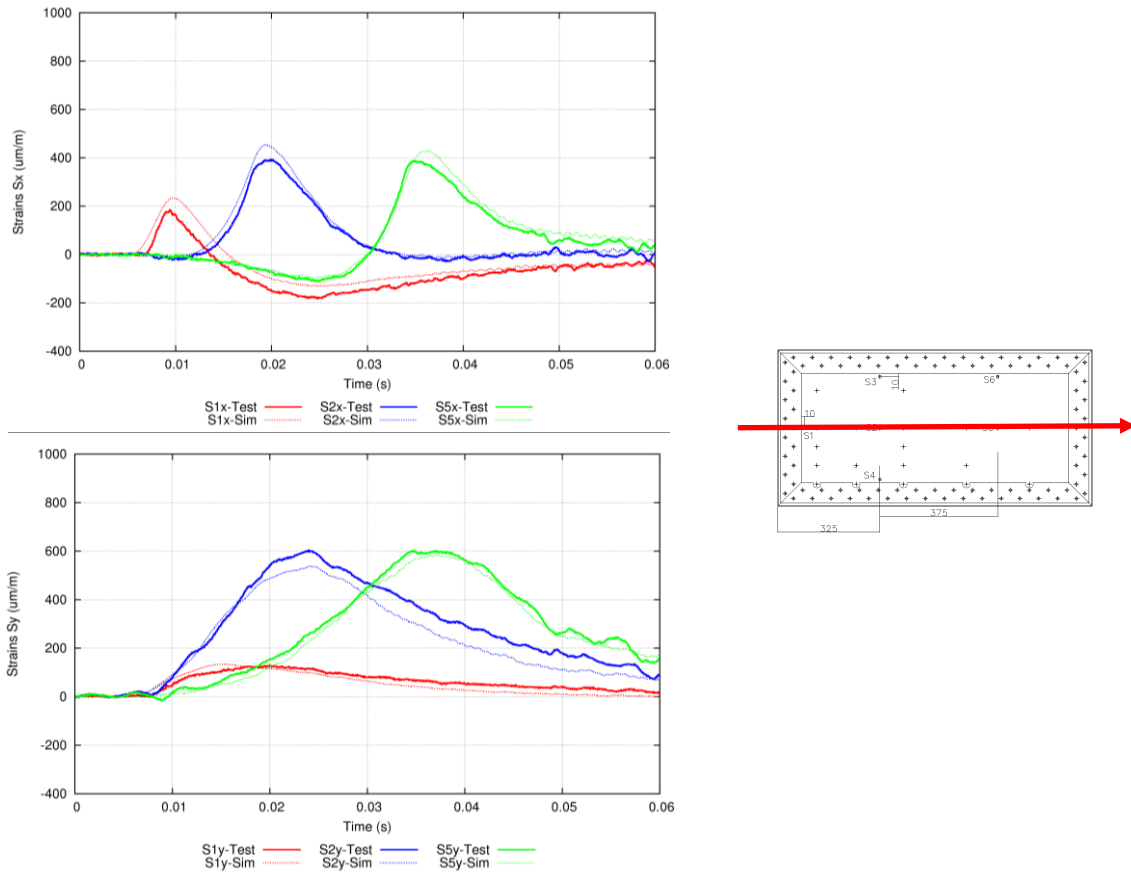 1000
800
600
400
200
0
-200
-400
Strains Sx (um/m)
0 0.01 0.02 0.03 0.04 0.05 0.06
Time (s)
S1x-Test S2x-Test S5x-Test
S1x-Sim S2x-Sim S5x-Sim
1000
800
600
400
200
0
-200
-400
Strains Sy (um/m)
0 0.01 0.02 0.03 0.04 0.05 0.06
Time (s)
S1y-Test S2y-Test S5y-Test
S1y-Sim S2y-Sim S5y-Sim
S3 10 S6
10
S1
S4
375
325